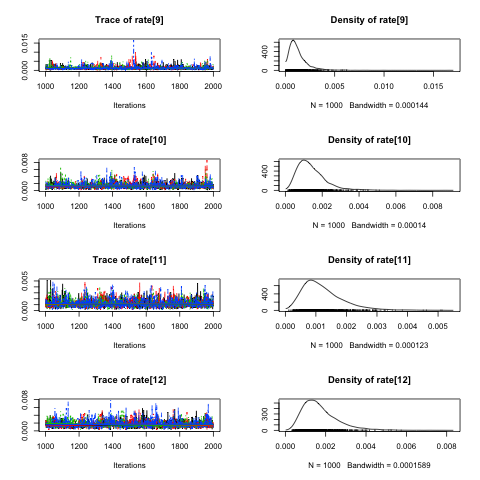 Trace of rate[9]
0.000 0.015
1000 1200 1400 1600 1800 2000
Iterations
Density of rate[9]
0 400
0.000 0.005 0.010 0.015
N = 1000 Bandwidth = 0.000144
Trace of rate[10]
0.000 0.008
1000 1200 1400 1600 1800 2000
Iterations
Density of rate[10]
0 400
0.000 0.002 0.004 0.006 0.008
N = 1000 Bandwidth = 0.00014
Trace of rate[11]
0.000 0.005
1000 1200 1400 1600 1800 2000
Iterations
Density of rate[11]
0 400
0.000 0.001 0.002 0.003 0.004 0.005
N = 1000 Bandwidth = 0.000123
Trace of rate[12]
0.000 0.008
1000 1200 1400 1600 1800 2000
Iterations
Density of rate[12]
0 300
0.000 0.002 0.004 0.006 0.008
N = 1000 Bandwidth = 0.0001589